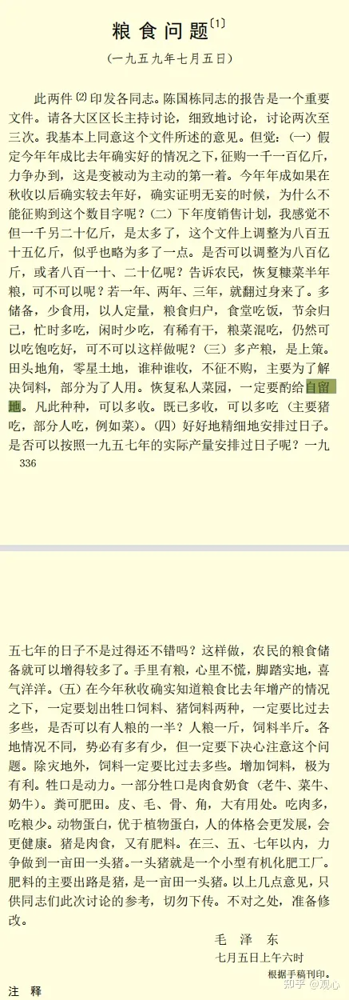 粮食问题〔1〕
（一九五九年七月五日）
此两件〔2〕印发各同志。陈国栋同志的报告是一个重要
文件。请各大区区长主持讨论，细致地讨论，讨论两次至
三次。我基本上同意这个文件所述的意见。但觉：（一）假
定今年年成比去年确实好的情况之下，征购一千一百亿斤，
力争办到，这是变被动为主动的第一着。今年年成如果在
秋收以后确实较去年好，确实证明无妄的时候，为什么不
能征购到这个数目字呢？（二）下年度销售计划，我感觉不
但一千另二十亿斤，是太多了，这个文件上调整为八百五
十五亿斤，似乎也略为多了一点。是否可以调整为八百亿
斤，或者八百一十、二十亿呢？告诉农民，恢复糠菜半年
粮，可不可以呢？若一年、两年、三年，就翻过身来了。多
储备，少食用，以人定量，粮食归户，食堂吃饭，节余归
己，忙时多吃，闲时少吃，有稀有干，粮菜混吃，仍然可
以吃饱吃好，可不可以这样做呢？（三）多产粮，是上策。
田头地角，零星土地，谁种谁收，不征不购，主要为了解
决饲料，部分为了人用。恢复私人菜园，一定要酌给自留
地。凡此种种，可以多收。既已多收，可以多吃（主要猪
吃，部分人吃，例如菜）。（四）好好地精细地安排过日子。
是否可以按照一九五七年的实际产量安排过日子呢？一九
336
五七年的日子不是过得还不错吗？这样做，农民的粮食储
备就可以增得较多了。手里有粮，心里不慌，脚踏实地，喜
气洋洋。（五）在今年秋收确实知道粮食比去年增产的情况
之下，一定要划出牲口饲料、猪饲料两种，一定要比过去
多些，是否可以有人粮的一半？人粮一斤，饲料半斤。各
地情况不同，势必有多有少，但一定要下决心注意这个问
题。除灾地外，饲料一定要比过去多些。增加饲料，极为
有利。牲口是动力。一部分牲口是肉食奶食（老牛、菜牛、
奶牛）。粪可肥田。皮、毛、骨、角，大有用处。吃肉多，
吃粮少。动物蛋白，优于植物蛋白，人的体格会更发展，会
更健康。猪是肉食，又有肥料。在三、五、七年以内，力
争做到一亩田一头猪。一头猪就是一个小型有机化肥工厂。
肥料的主要出路是猪，是一亩田一头猪。以上几点意见，只
供同志们此次讨论的参考，切勿下传。不对之处，准备修
改。
毛泽东
七月五日上午六时
根据手稿刊印。
注释
知乎 @观心